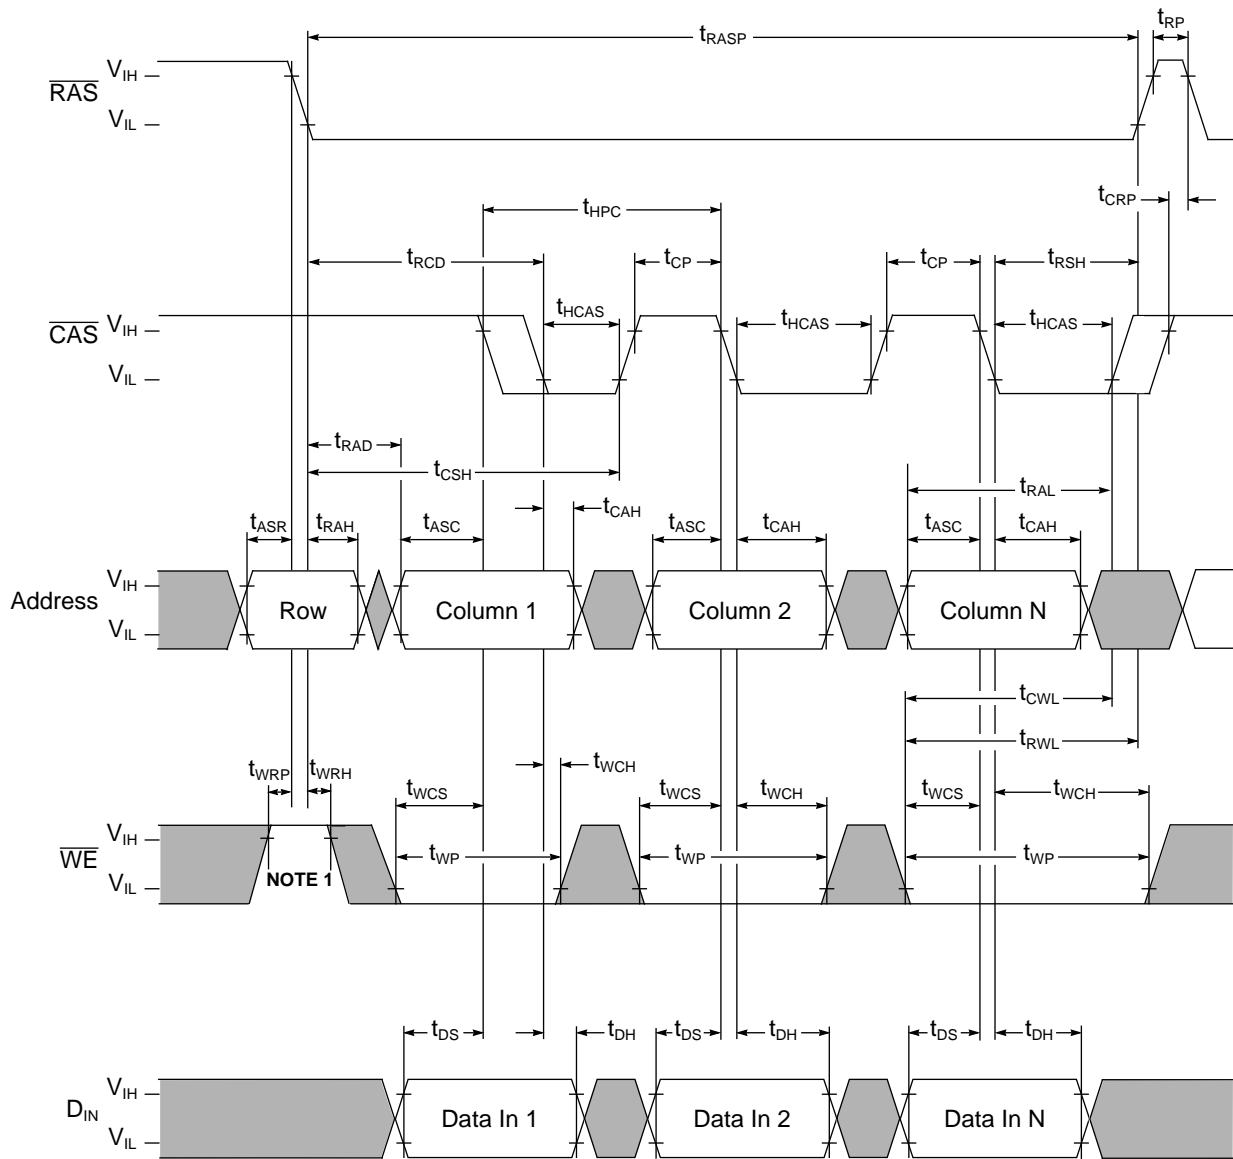 tRP
tRASP
RAS
VIH
VIL
tCRP
tHPC
tRCD
tCP
tCP
tRSH
tHCAS
tHCAS
tHCAS
CAS
VIH
VIL
tRAD
tCSH
tRAL
tCAH
tASR
tRAH
tASC
tASC
tCAH
tASC
tCAH
Address
VIH
VIL
Row
Column 1
Column 2
Column N
tCWL
tRWL
tWCH
tWRP
tWRH
tWCS
tWCS
tWCH
tWCS
tWCH
WE
VIH
VIL
NOTE 1
tWP
tWP
tWP
tDS
tDH
tDS
tDH
tDS
tDH
DIN
VIH
VIL
Data In 1
Data In 2
Data In N